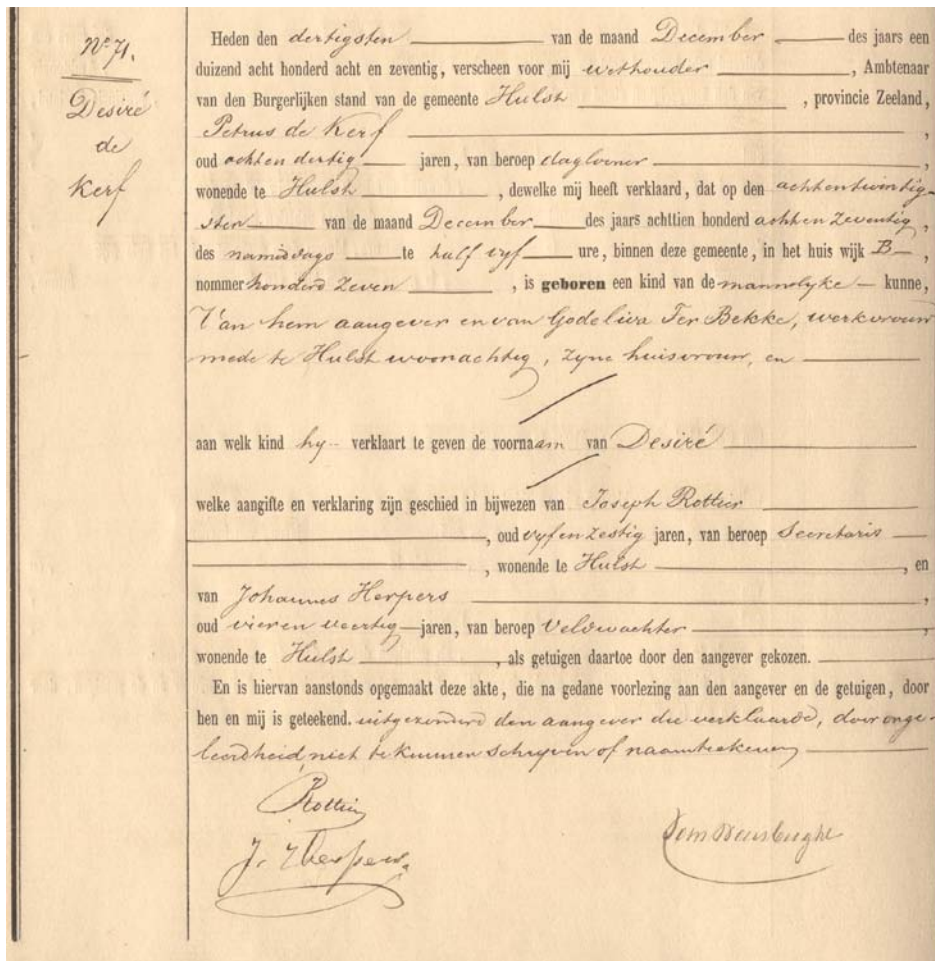 N° 71.
Desiré
de
Kerf
Heden den dertigsten van de maand December des jaars een
duizend acht honderd acht en zeventig, verscheen voor mij wethouder, Ambtenaar
van den Burgerlijken stand van de gemeente Hulst, provincie Zeeland,
Petrus de Kerf,
oud acht en dertig jaren, van beroep daglooner,
wonende te Hulst, dewelke mij heeft verklaard, dat op den achtentwintig-
sten van de maand December des jaars achttien honderd acht en zeventig,
des namiddags te half vyf ure, binnen deze gemeente, in het huis wijk B,
nommer honderd zeven, is geboren een kind van de mannelyke kunne,
Van hem aangever en van Godeliva Ter Bekke, werkvrouw
mede te Hulst woonachtig, zyne huisvrouw, en
aan welk kind hy verklaart te geven de voornaam van Desiré
welke aangifte en verklaring zijn geschied in bijwezen van Joseph Rottier
, oud vyf en zestig jaren, van beroep Secretaris
, wonende te Hulst, en
van Johannes Herpers,
oud vier en veertig jaren, van beroep Veldwachter,
wonende te Hulst, als getuigen daartoe door den aangever gekozen.
En is hiervan aanstonds opgemaakt deze akte, die na gedane voorlezing aan den aangever en de getuigen, door
hen en mij is geteekend. uitgezonderd den aangever die verklaarde, door onge-
leerdheid, niet te kunnen schryven of naamteekenen
Rottier
J. Herpers.